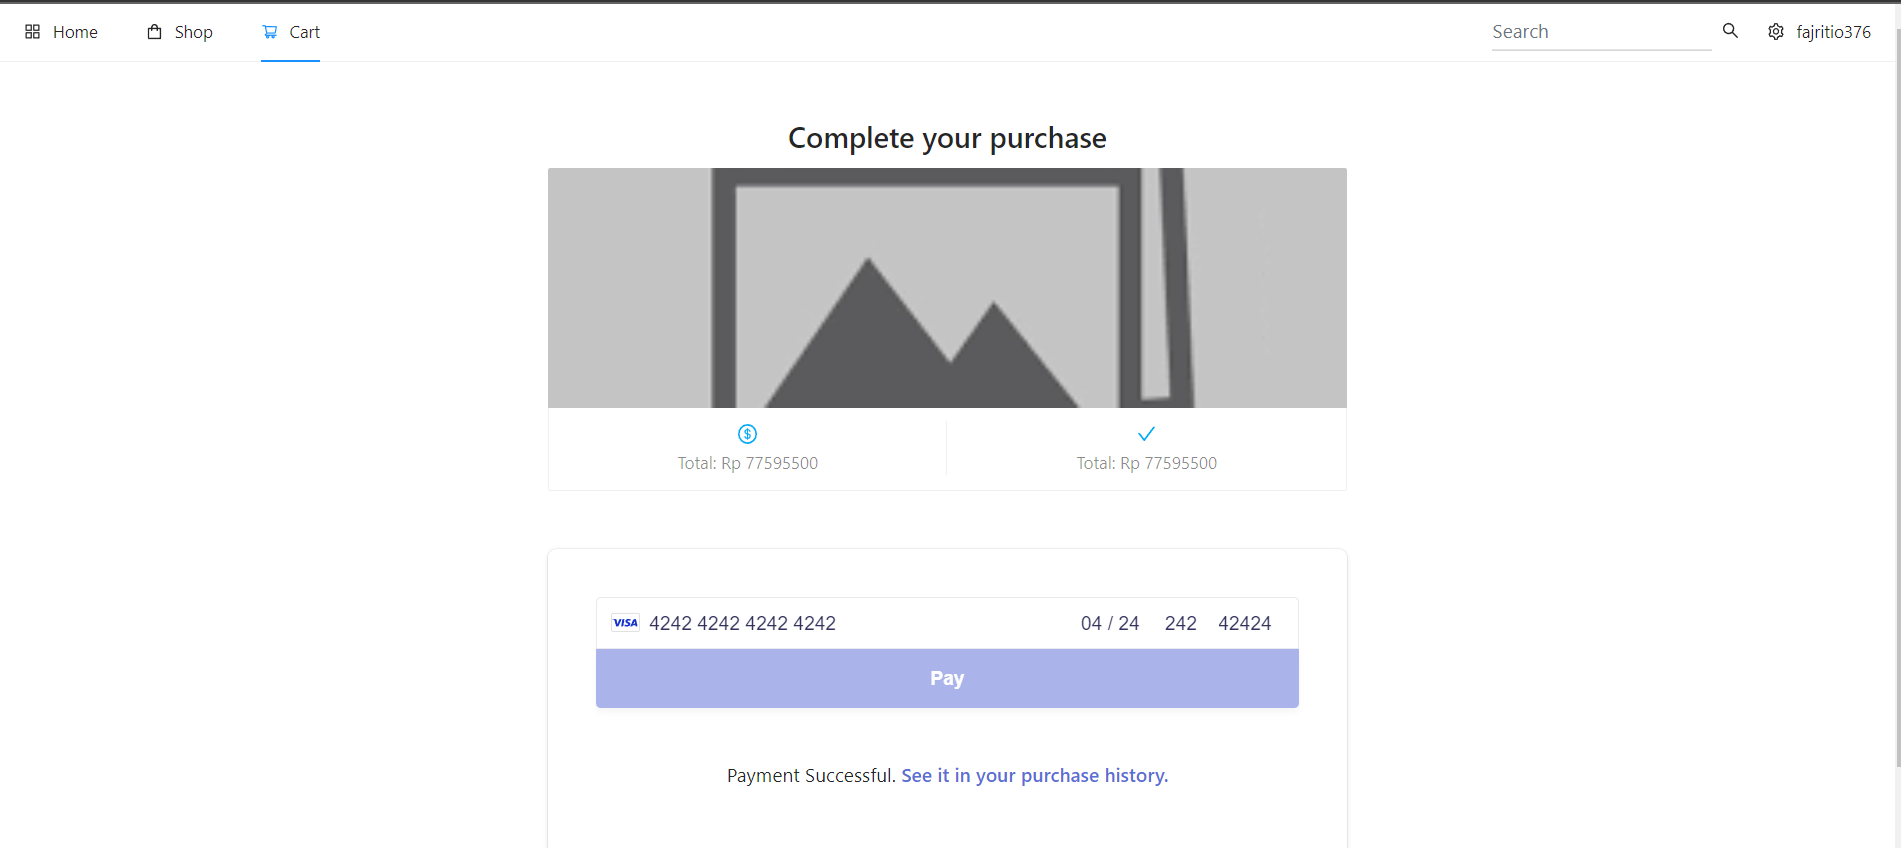 Home Shop Cart Search fajritio376
Complete your purchase
Total: Rp 77595500 Total: Rp 77595500
VISA 4242 4242 4242 4242 04 / 24 242 42424
Pay
Payment Successful. See it in your purchase history.